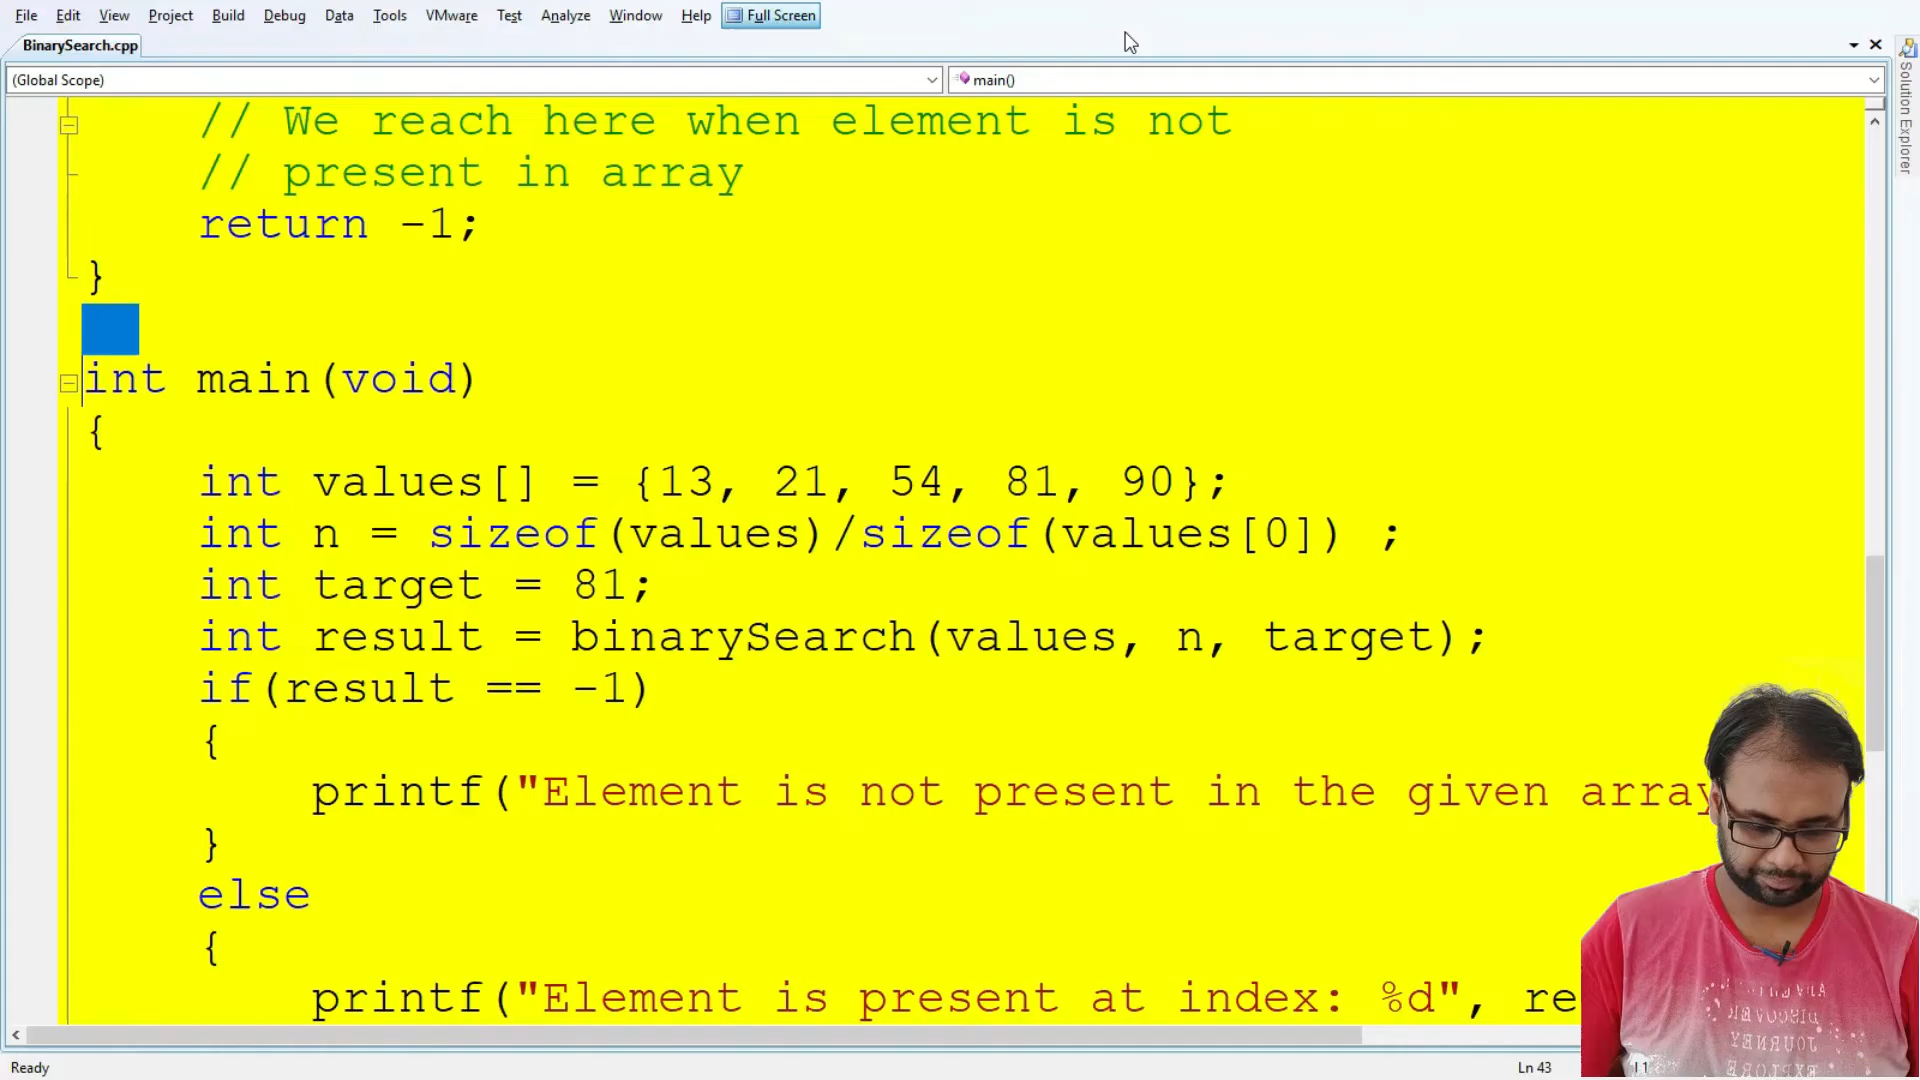 File Edit View Project Build Debug Data Tools VMware Test Analyze Window Help Full Screen
BinarySearch.cpp
(Global Scope) main()
Solution Explorer
// We reach here when element is not
// present in array
return -1;
}
int main(void)
{
int values[] = {13, 21, 54, 81, 90};
int n = sizeof(values)/sizeof(values[0]) ;
int target = 81;
int result = binarySearch(values, n, target);
if(result == -1)
{
printf("Element is not present in the given array
}
else
{
printf("Element is present at index: %d", re
Ready Ln 43